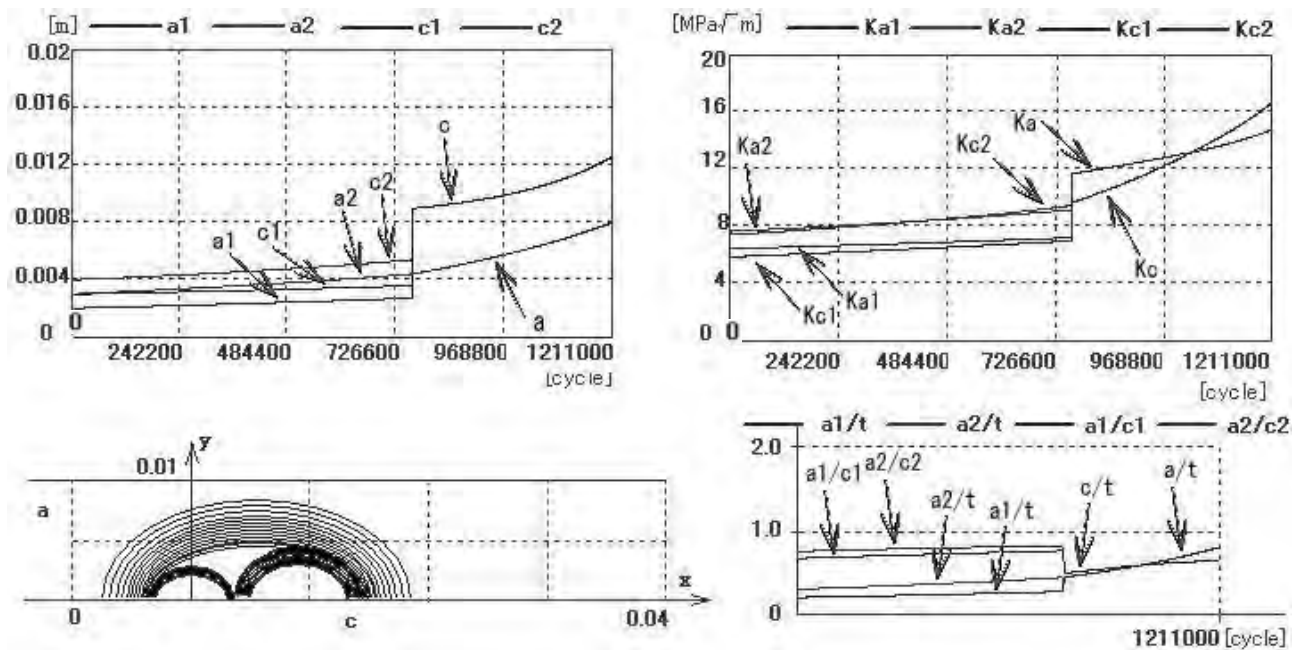 [m] a1 a2 c1 c2
0.02
0.016
0.012
0.008
0.004
0
0
c
c2
a2
c1
a1
a
242200 484400 726600 968800 1211000
[cycle]
[MPa√m] Ka1 Ka2 Kc1 Kc2
20
16
12
8
4
0
0
Ka
Kc2
Ka2
Kc
Ka1
Kc1
242200 484400 726600 968800 1211000
[cycle]
y
0.01
a
x
0 c 0.04
a1/t a2/t a1/c1 a2/c2
2.0
1.0
0
a1/c1 a2/c2
a2/t a1/t
c/t a/t
1211000 [cycle]